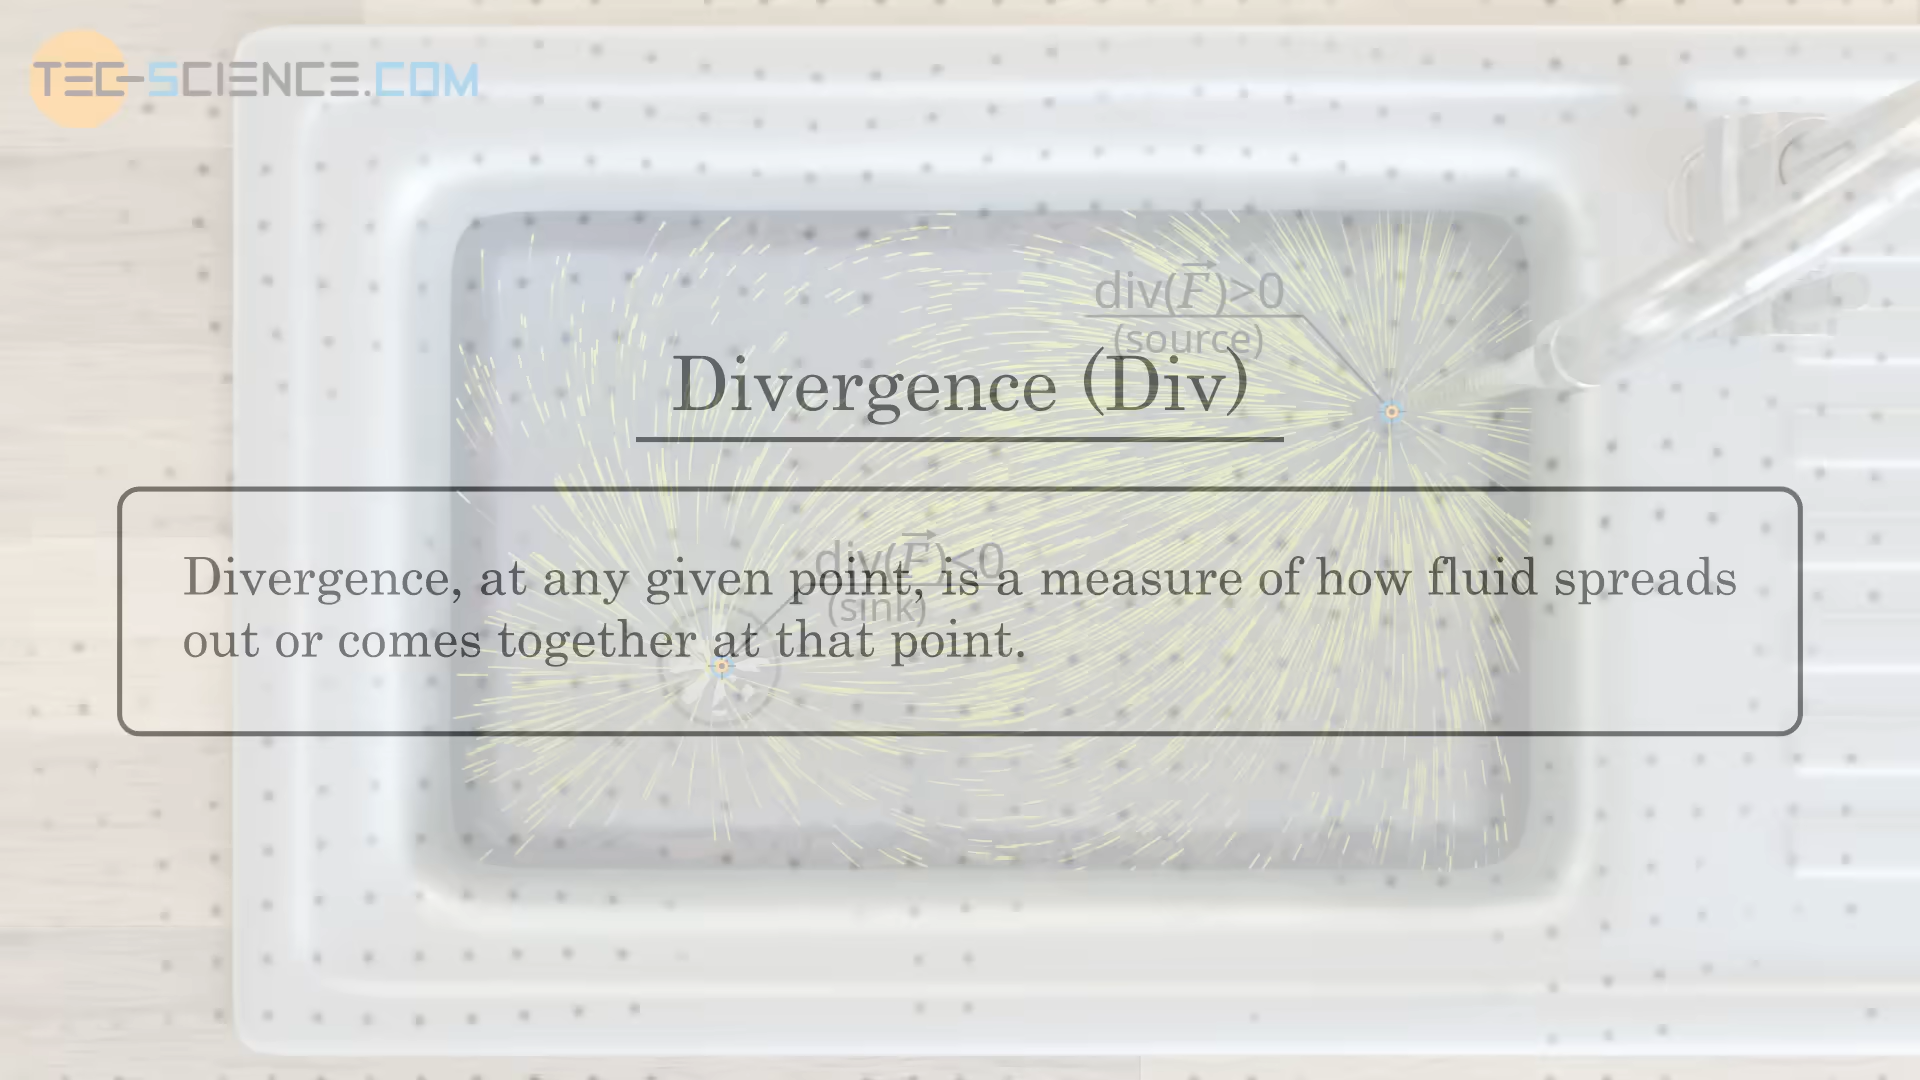 TEC-SCIENCE.COM
div(F⃗)>0
(source)
Divergence (Div)
div(F⃗)<0
(sink)
Divergence, at any given point, is a measure of how fluid spreads
out or comes together at that point.